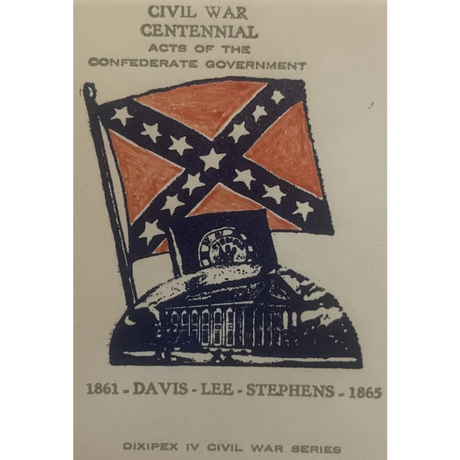 CIVIL WAR
CENTENNIAL
ACTS OF THE
CONFEDERATE GOVERNMENT
1861 - DAVIS - LEE - STEPHENS - 1865
DIXIPEX IV CIVIL WAR SERIES